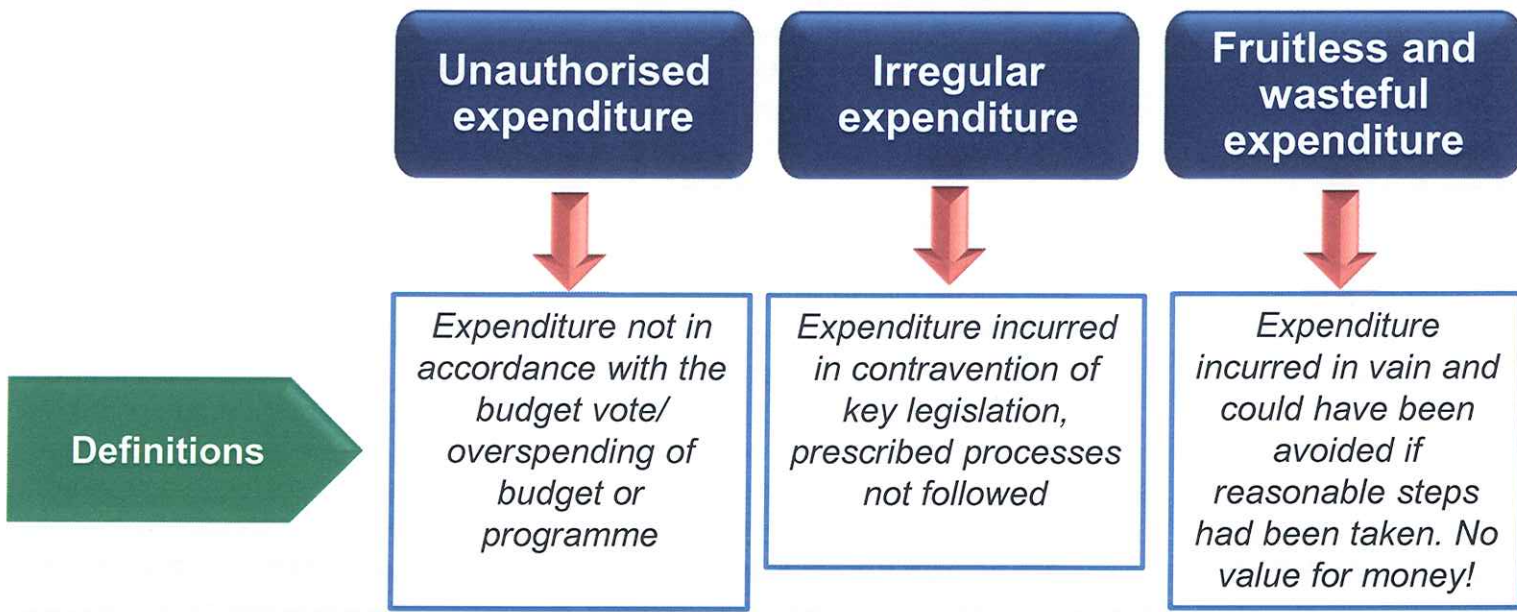 Unauthorised
expenditure
Irregular
expenditure
Fruitless and
wasteful
expenditure
Definitions
Expenditure not in
accordance with the
budget vote/
overspending of
budget or
programme
Expenditure incurred
in contravention of
key legislation,
prescribed processes
not followed
Expenditure
incurred in vain and
could have been
avoided if
reasonable steps
had been taken. No
value for money!